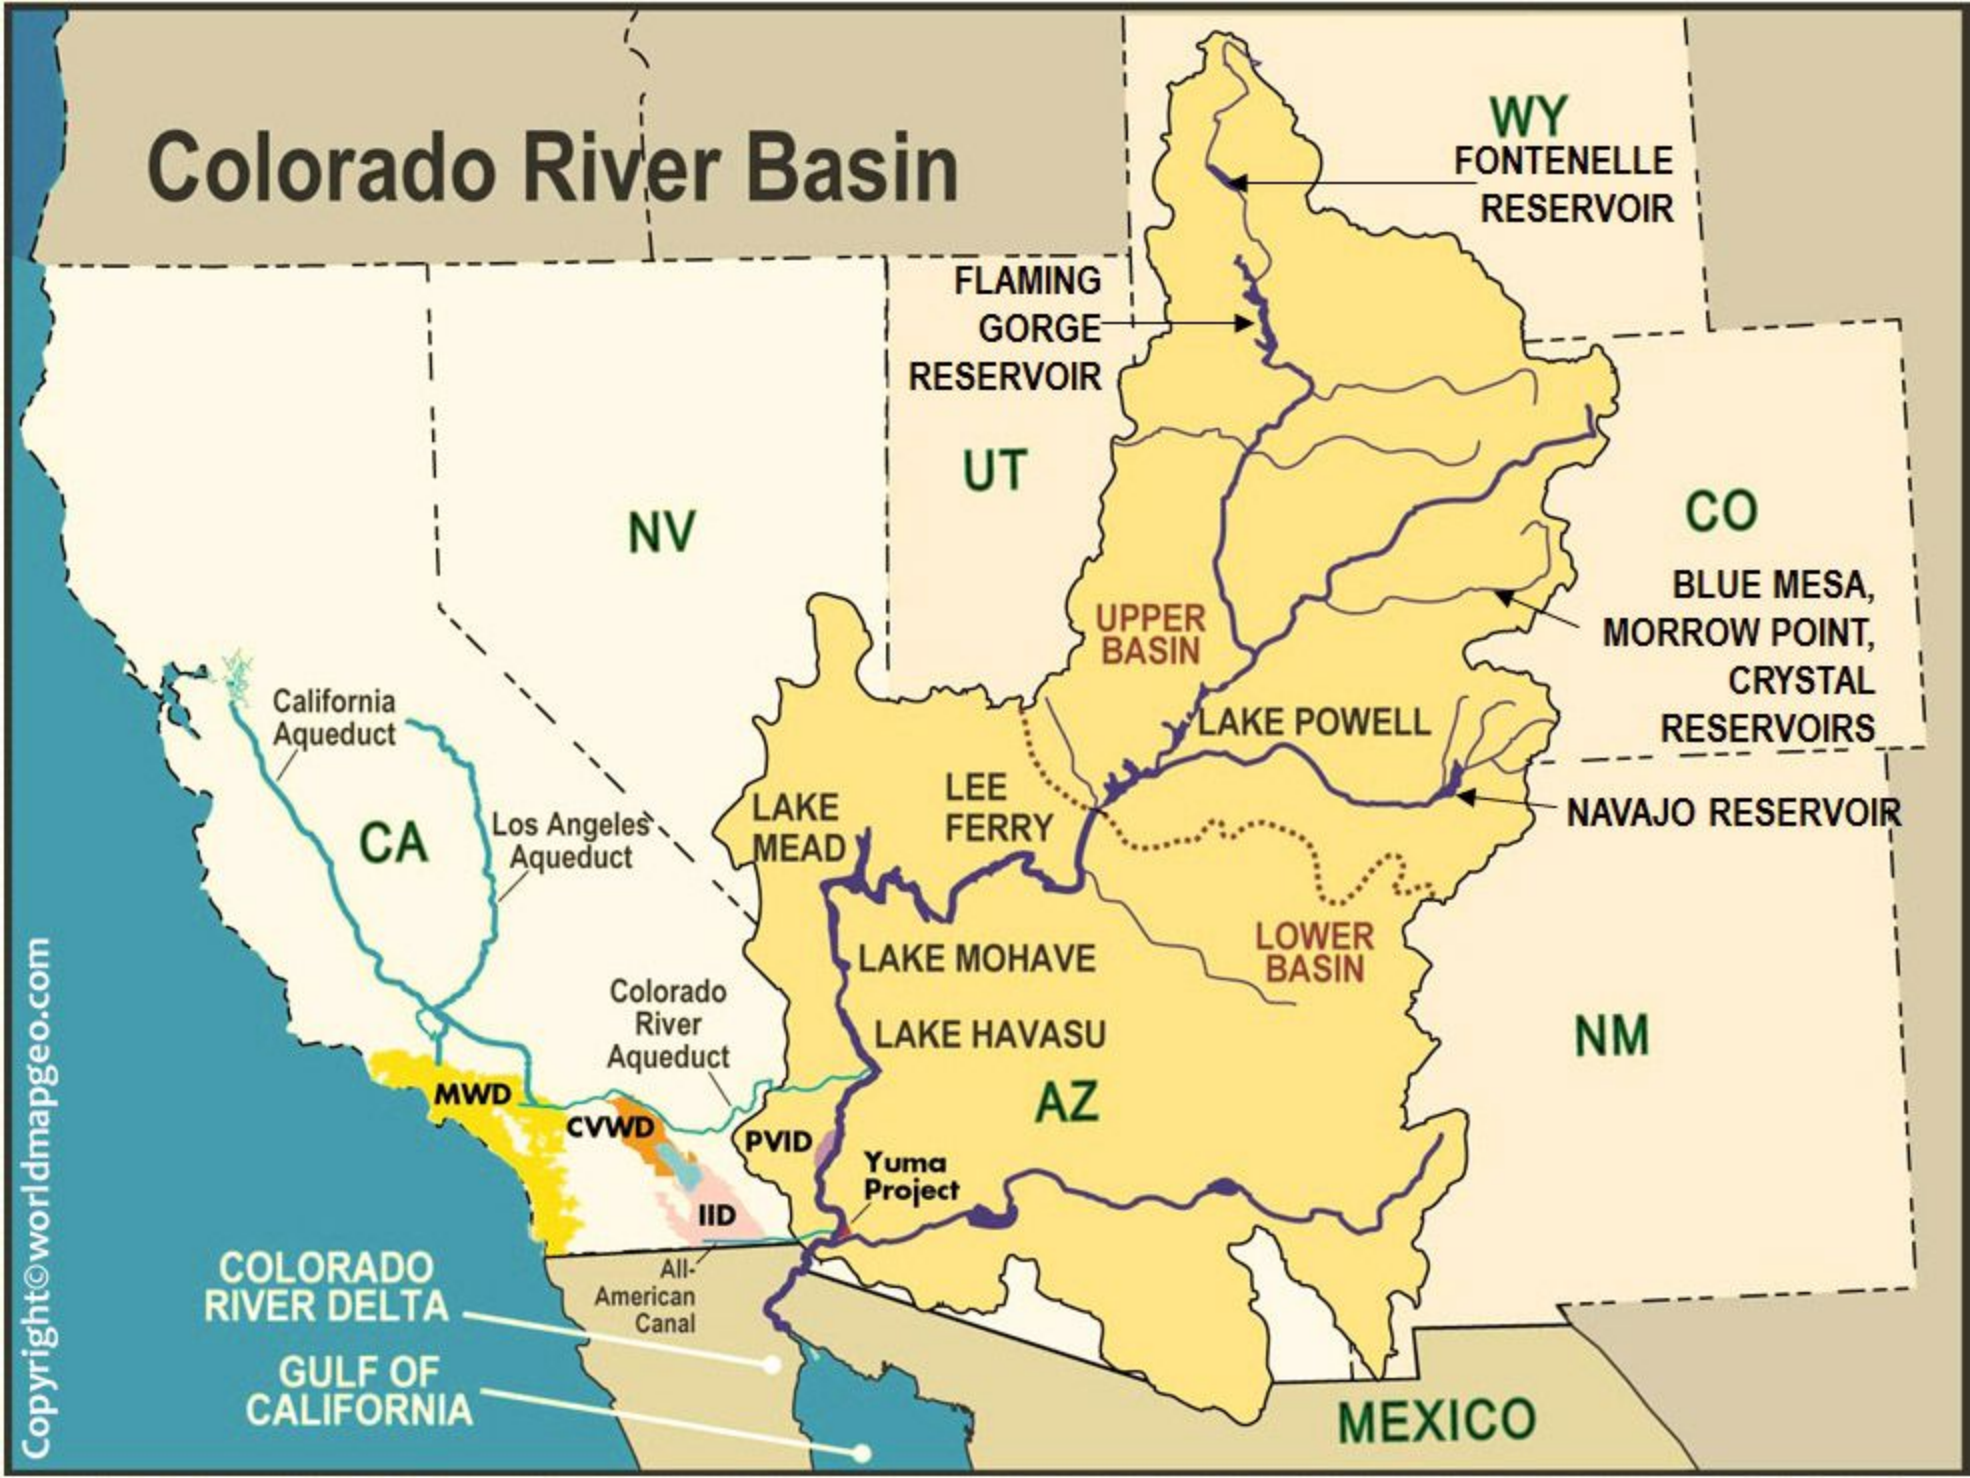 Colorado River Basin
WY
FONTENELLE
RESERVOIR
FLAMING
GORGE
RESERVOIR
UT
NV
CO
BLUE MESA,
MORROW POINT,
CRYSTAL
RESERVOIRS
UPPER
BASIN
LAKE POWELL
California
Aqueduct
CA
Los Angeles
Aqueduct
LAKE
MEAD
LEE
FERRY
NAVAJO RESERVOIR
LOWER
BASIN
LAKE MOHAVE
LAKE HAVASU
Colorado
River
Aqueduct
AZ
NM
MWD
CVWD
PVID
Yuma
Project
IID
All-
American
Canal
COLORADO
RIVER DELTA
GULF OF
CALIFORNIA
MEXICO
Copyright©worldmapgeo.com